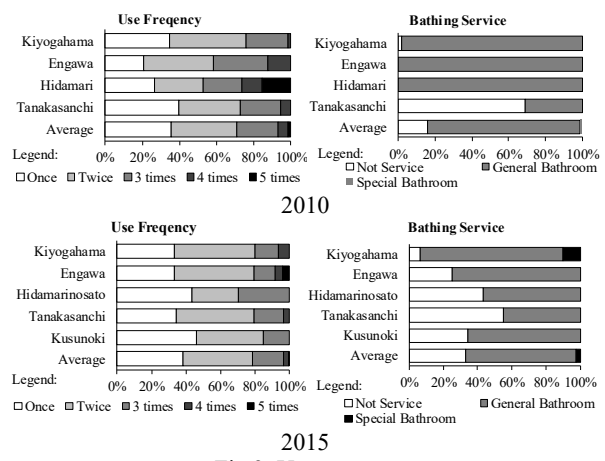 Use Freqency
Kiyogahama
Engawa
Hidamari
Tanakasanchi
Average
0% 20% 40% 60% 80% 100%
Legend:
Once Twice 3 times 4 times 5 times
Bathing Service
Kiyogahama
Engawa
Hidamari
Tanakasanchi
Average
0% 20% 40% 60% 80% 100%
Legend:
Not Service General Bathroom
Special Bathroom
2010
Use Freqency
Kiyogahama
Engawa
Hidamarinosato
Tanakasanchi
Kusunoki
Average
0% 20% 40% 60% 80% 100%
Legend:
Once Twice 3 times 4 times 5 times
Bathing Service
Kiyogahama
Engawa
Hidamarinosato
Tanakasanchi
Kusunoki
Average
0% 20% 40% 60% 80% 100%
Legend:
Not Service General Bathroom
Special Bathroom
2015